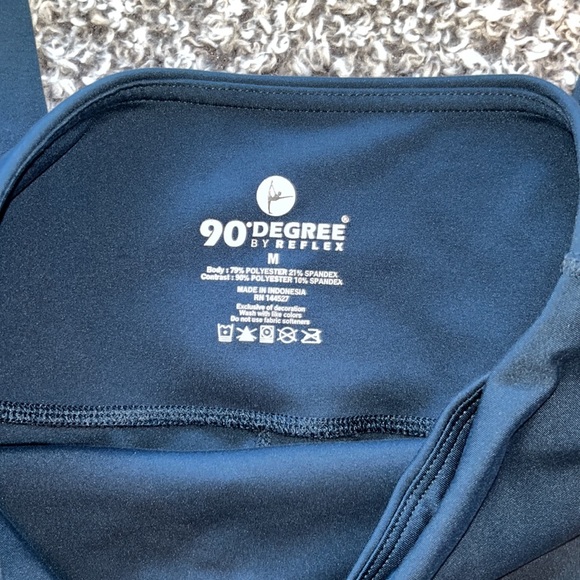 90°DEGREE®
BY REFLEX
M
Body : 79% POLYESTER 21% SPANDEX
Contrast : 90% POLYESTER 10% SPANDEX
MADE IN INDONESIA
RN 144527
Exclusive of decoration
Wash with like colors
Do not use fabric softeners